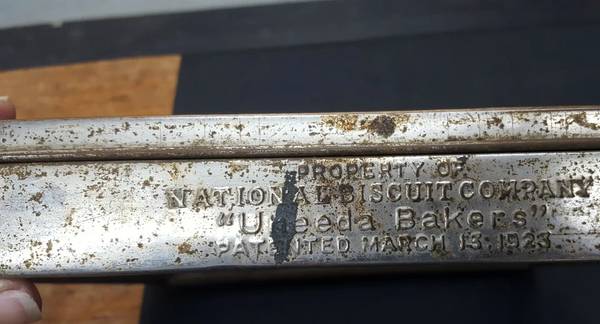 PROPERTY OF
NATIONAL BISCUIT COMPANY
"Uneeda Bakers"
PATENTED MARCH 13, 1923